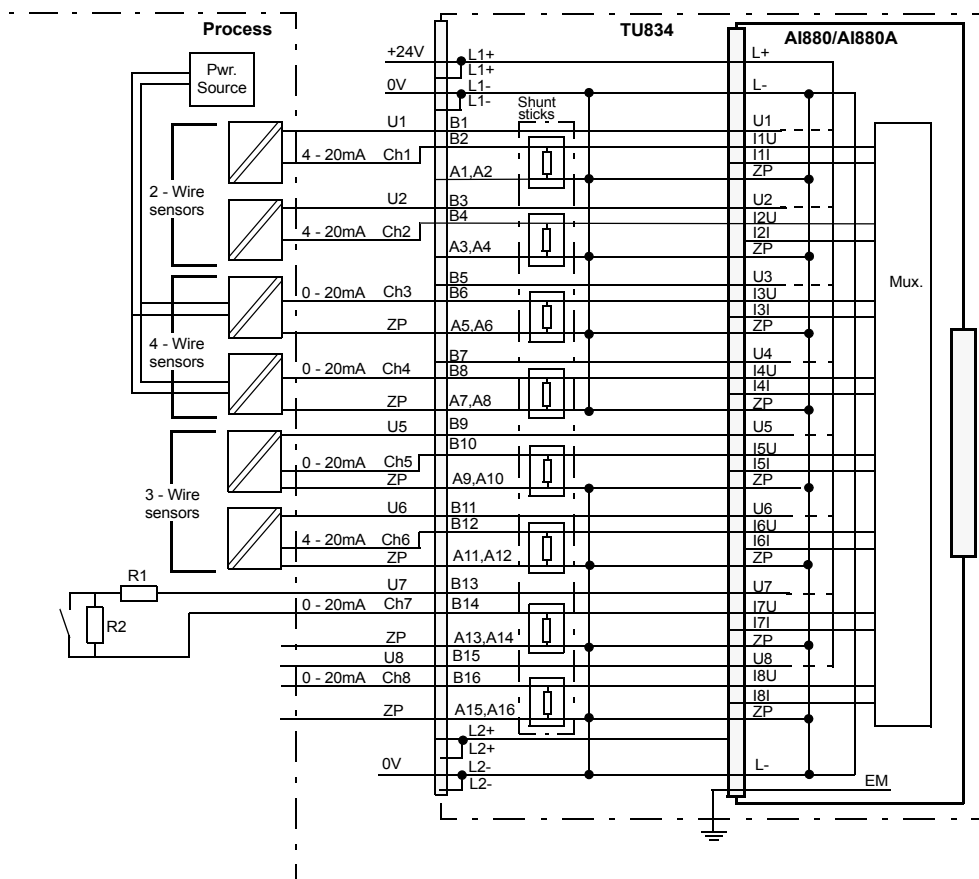 Process
TU834
AI880/AI880A
+24V
L1+
L1+
L+
0V
L1-
L1-
L-
Pwr.
Source
Shunt
sticks
U1
B1
U1
B2
I1U
4 - 20mA
Ch1
I1I
A1,A2
ZP
2 - Wire
sensors
U2
B3
U2
B4
I2U
4 - 20mA
Ch2
I2I
A3,A4
ZP
B5
U3
0 - 20mA
Ch3
B6
I3U
I3I
ZP
A5,A6
ZP
4 - Wire
sensors
B7
U4
0 - 20mA
Ch4
B8
I4U
I4I
ZP
A7,A8
ZP
U5
B9
U5
B10
I5U
0 - 20mA
Ch5
I5I
ZP
A9,A10
ZP
3 - Wire
sensors
U6
B11
U6
B12
I6U
4 - 20mA
Ch6
I6I
ZP
A11,A12
ZP
R1
R2
U7
B13
U7
0 - 20mA
Ch7
B14
I7U
I7I
ZP
A13,A14
ZP
U8
B15
U8
0 - 20mA
Ch8
B16
I8U
I8I
ZP
A15,A16
ZP
L2+
L2+
0V
L2-
L2-
L-
EM
Mux.